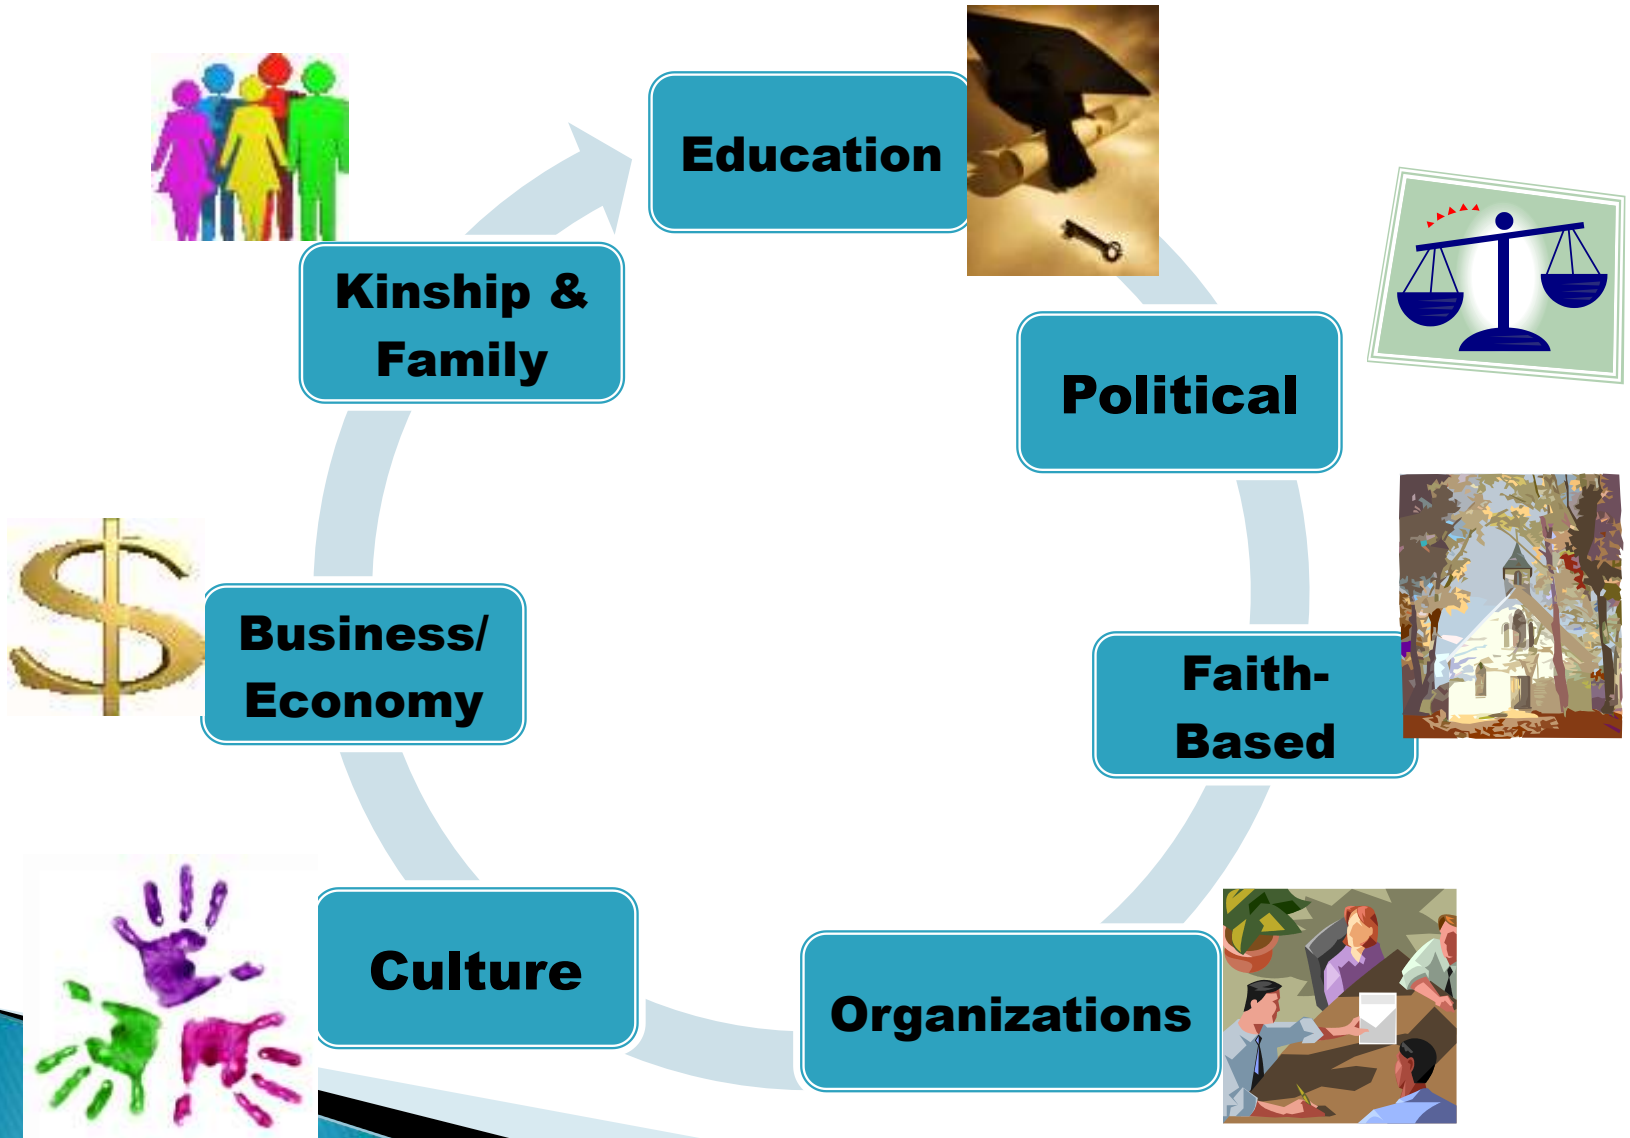 Education
Political
Faith-
Based
Organizations
Culture
Business/
Economy
Kinship &
Family